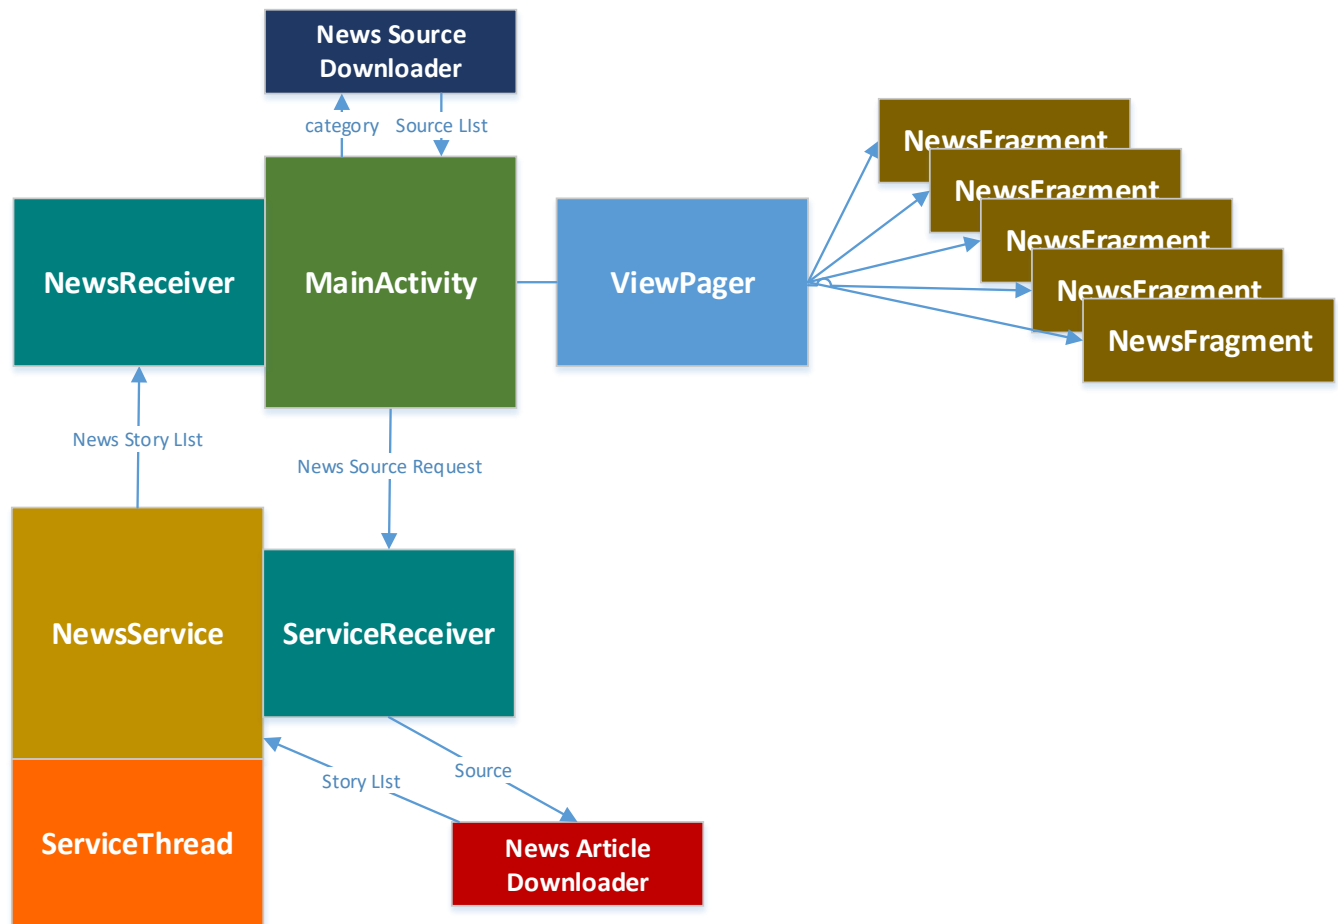 News Source
Downloader
category
Source LIst
NewsFragment
NewsFragment
NewsFragment
NewsFragment
NewsFragment
NewsReceiver
MainActivity
ViewPager
News Story LIst
News Source Request
NewsService
ServiceReceiver
Story LIst
Source
ServiceThread
News Article
Downloader